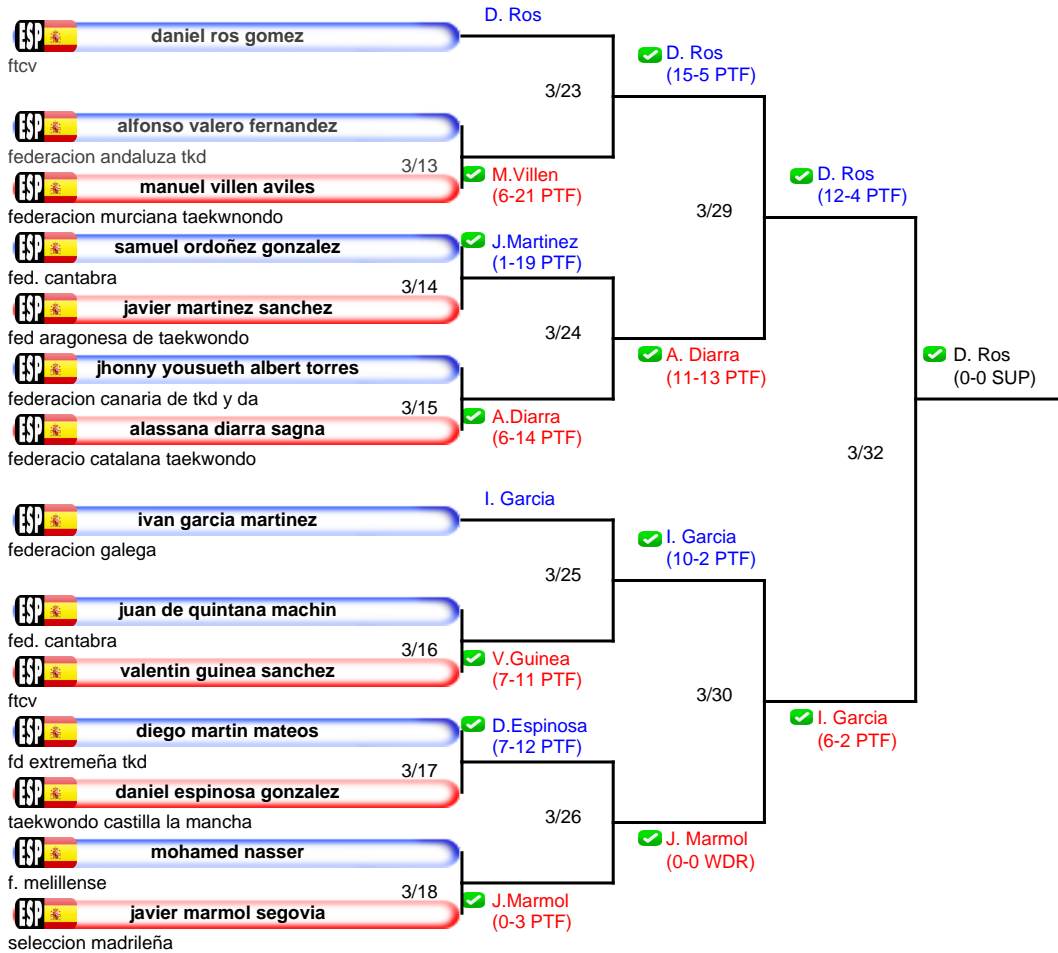 D. Ros
ESP daniel ros gomez
ftcv
D. Ros
(15-5 PTF)
3/23
ESP alfonso valero fernandez
federacion andaluza tkd
3/13
M.Villen
(6-21 PTF)
ESP manuel villen aviles
federacion murciana taekwnondo
D. Ros
(12-4 PTF)
3/29
ESP samuel ordoñez gonzalez
fed. cantabra
J.Martinez
(1-19 PTF)
3/14
ESP javier martinez sanchez
fed aragonesa de taekwondo
3/24
A. Diarra
(11-13 PTF)
ESP jhonny yousueth albert torres
federacion canaria de tkd y da
3/15
A.Diarra
(6-14 PTF)
ESP alassana diarra sagna
federacio catalana taekwondo
D. Ros
(0-0 SUP)
3/32
I. Garcia
ESP ivan garcia martinez
federacion galega
I. Garcia
(10-2 PTF)
3/25
ESP juan de quintana machin
fed. cantabra
3/16
V.Guinea
(7-11 PTF)
ESP valentin guinea sanchez
ftcv
3/30
I. Garcia
(6-2 PTF)
ESP diego martin mateos
fd extremeña tkd
D.Espinosa
(7-12 PTF)
3/17
ESP daniel espinosa gonzalez
taekwondo castilla la mancha
3/26
J. Marmol
(0-0 WDR)
ESP mohamed nasser
f. melillense
3/18
J.Marmol
(0-3 PTF)
ESP javier marmol segovia
seleccion madrileña